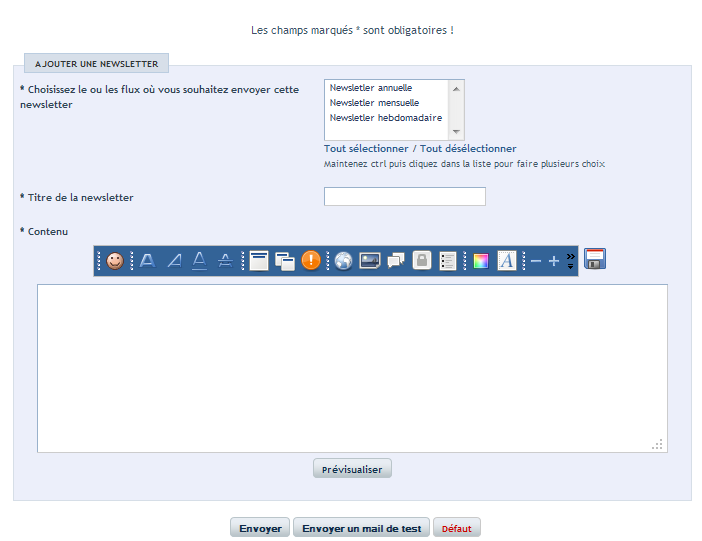 Les champs marqués * sont obligatoires !
AJOUTER UNE NEWSLETTER
* Choisissez le ou les flux où vous souhaitez envoyer cette
newsletter
Newsletter annuelle
Newsletter mensuelle
Newsletter hebdomadaire
Tout sélectionner / Tout désélectionner
Maintenez ctrl puis cliquez dans la liste pour faire plusieurs choix
* Titre de la newsletter
* Contenu
Prévisualiser
Envoyer Envoyer un mail de test Défaut